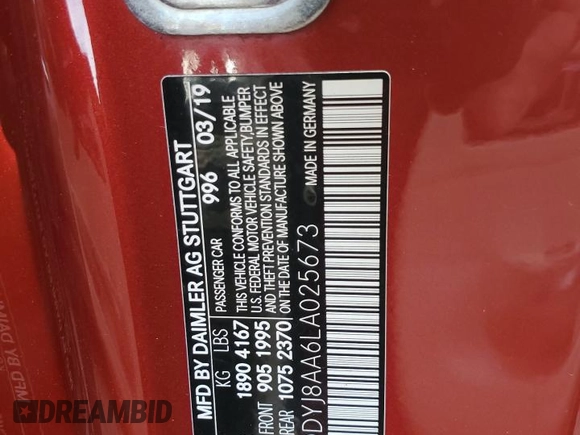 MFD BY DAIMLER AG STUTTGART
KG LBS PASSENGER CAR 996 03/19
1890 4167
FRONT 905 1995
REAR 1075 2370
THIS VEHICLE CONFORMS TO ALL APPLICABLE
U.S. FEDERAL MOTOR VEHICLE SAFETY/BUMPER
AND THEFT PREVENTION STANDARDS IN EFFECT
ON THE DATE OF MANUFACTURE SHOWN ABOVE
DYJ8AA6LA025673 MADE IN GERMANY
DREAMBID